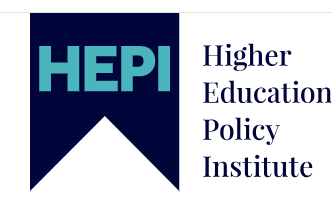 HEPI
Higher
Education
Policy
Institute